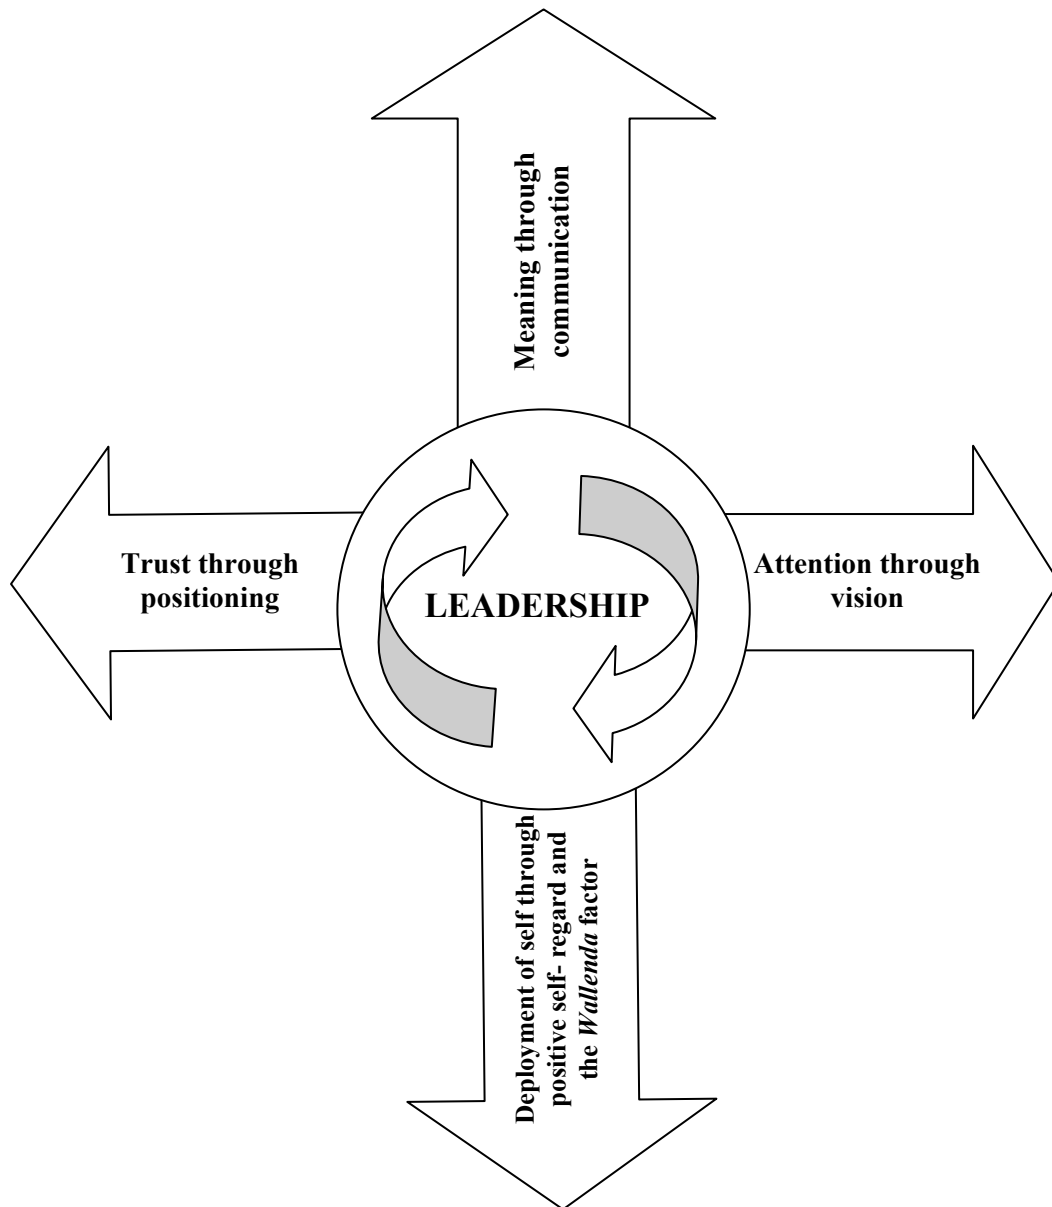 Meaning through
communication
Trust through
positioning
LEADERSHIP
Attention through
vision
Deployment of self through
positive self- regard and
the Wallenda factor